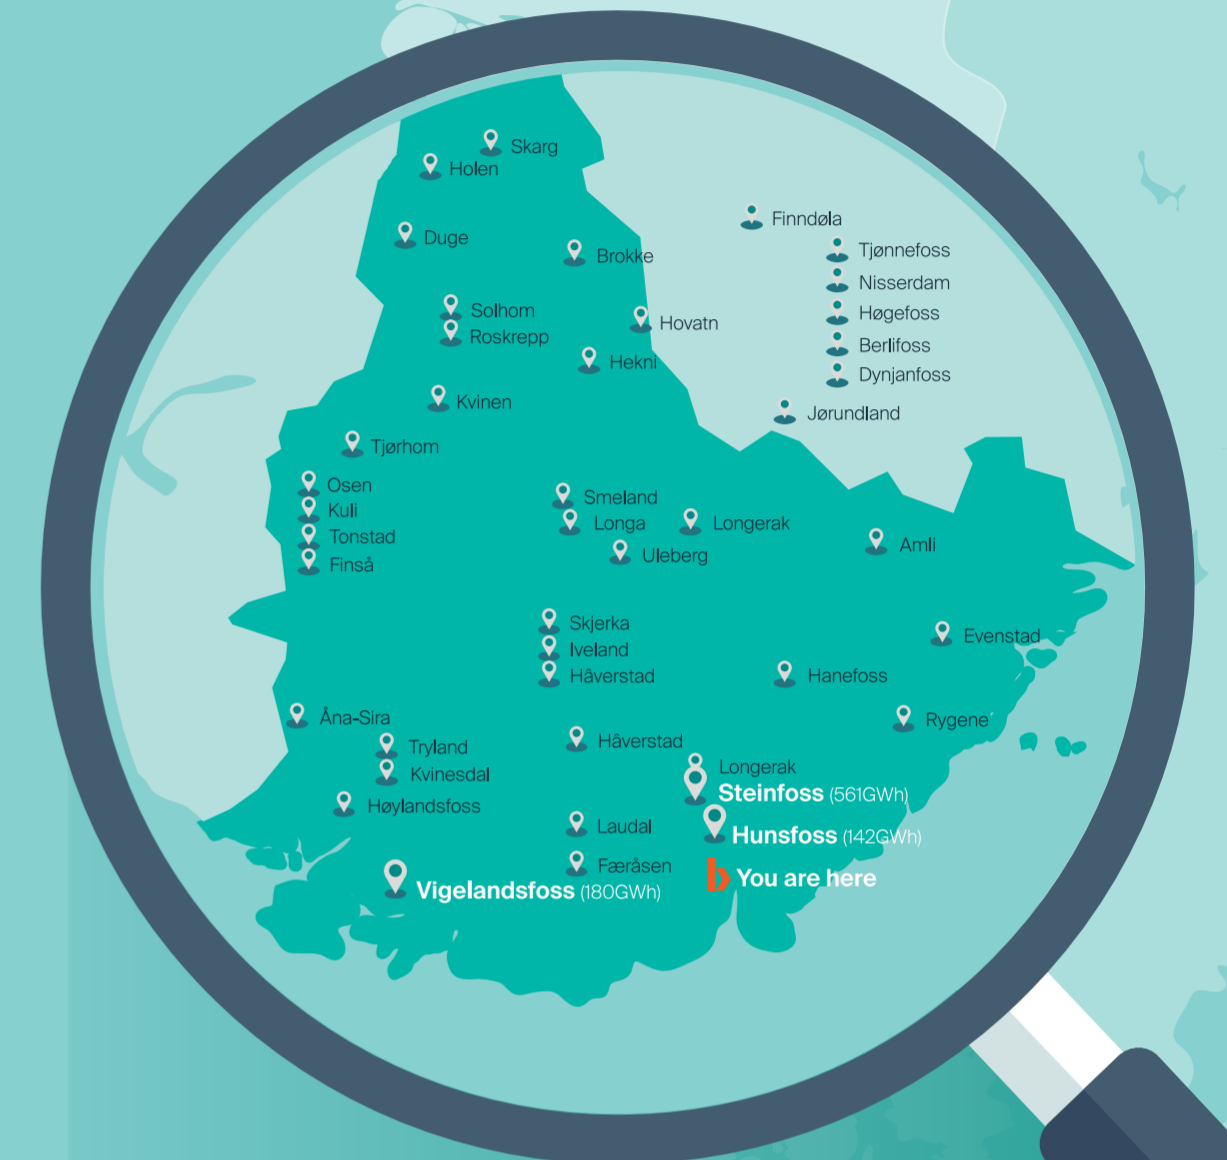 Skarg
Holen
Finndøla
Duge
Tjønnefoss
Brokke
Nisserdam
Solhom
Høgefoss
Hovatn
Roskrepp
Berlifoss
Hekni
Dynjanfoss
Kvinen
Jørundland
Tjørhom
Osen
Smeland
Kuli
Longa
Longerak
Tonstad
Amli
Uleberg
Finså
Skjerka
Evenstad
Iveland
Håverstad
Hanefoss
Åna-Sira
Rygene
Håverstad
Tryland
Longerak
Kvinesdal
Steinfoss (561GWh)
Høylandsfoss
Laudal
Hunsfoss (142GWh)
Færåsen
You are here
Vigelandsfoss (180GWh)